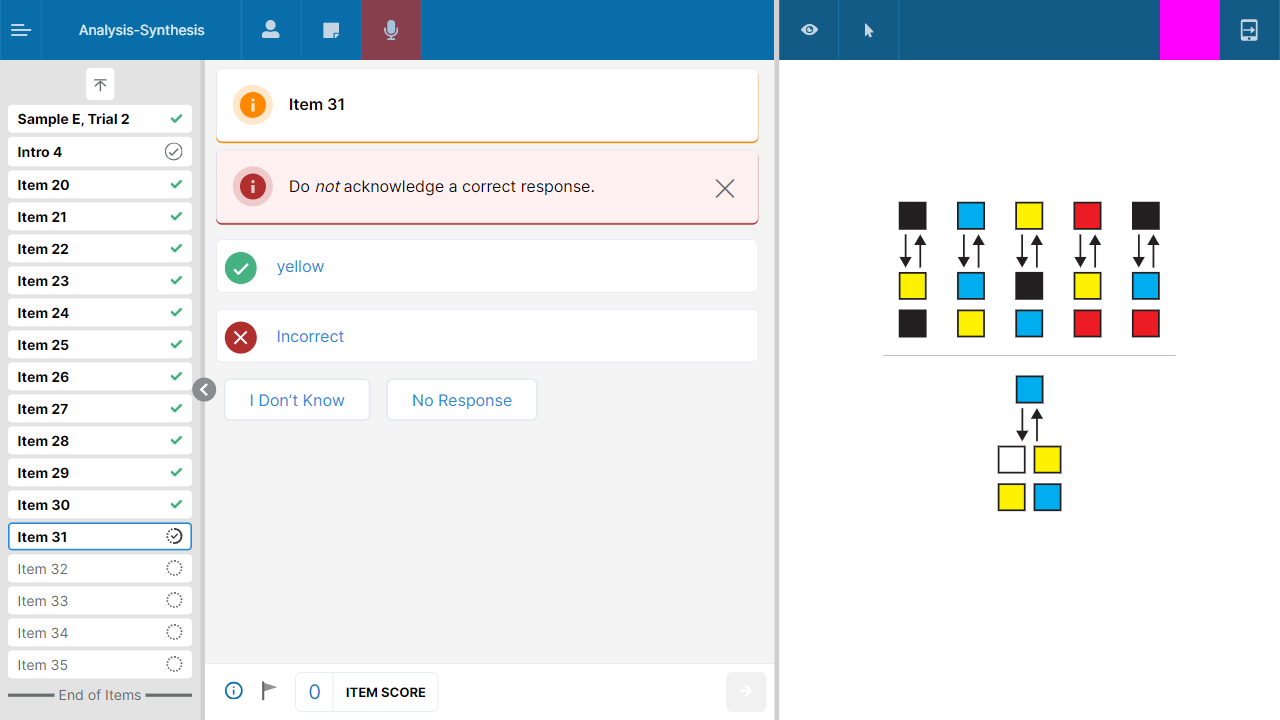 Analysis-Synthesis
Sample E, Trial 2
Intro 4
Item 20
Item 21
Item 22
Item 23
Item 24
Item 25
Item 26
Item 27
Item 28
Item 29
Item 30
Item 31
Item 32
Item 33
Item 34
Item 35
End of Items
Item 31
Do not acknowledge a correct response.
yellow
Incorrect
I Don’t Know
No Response
0 ITEM SCORE